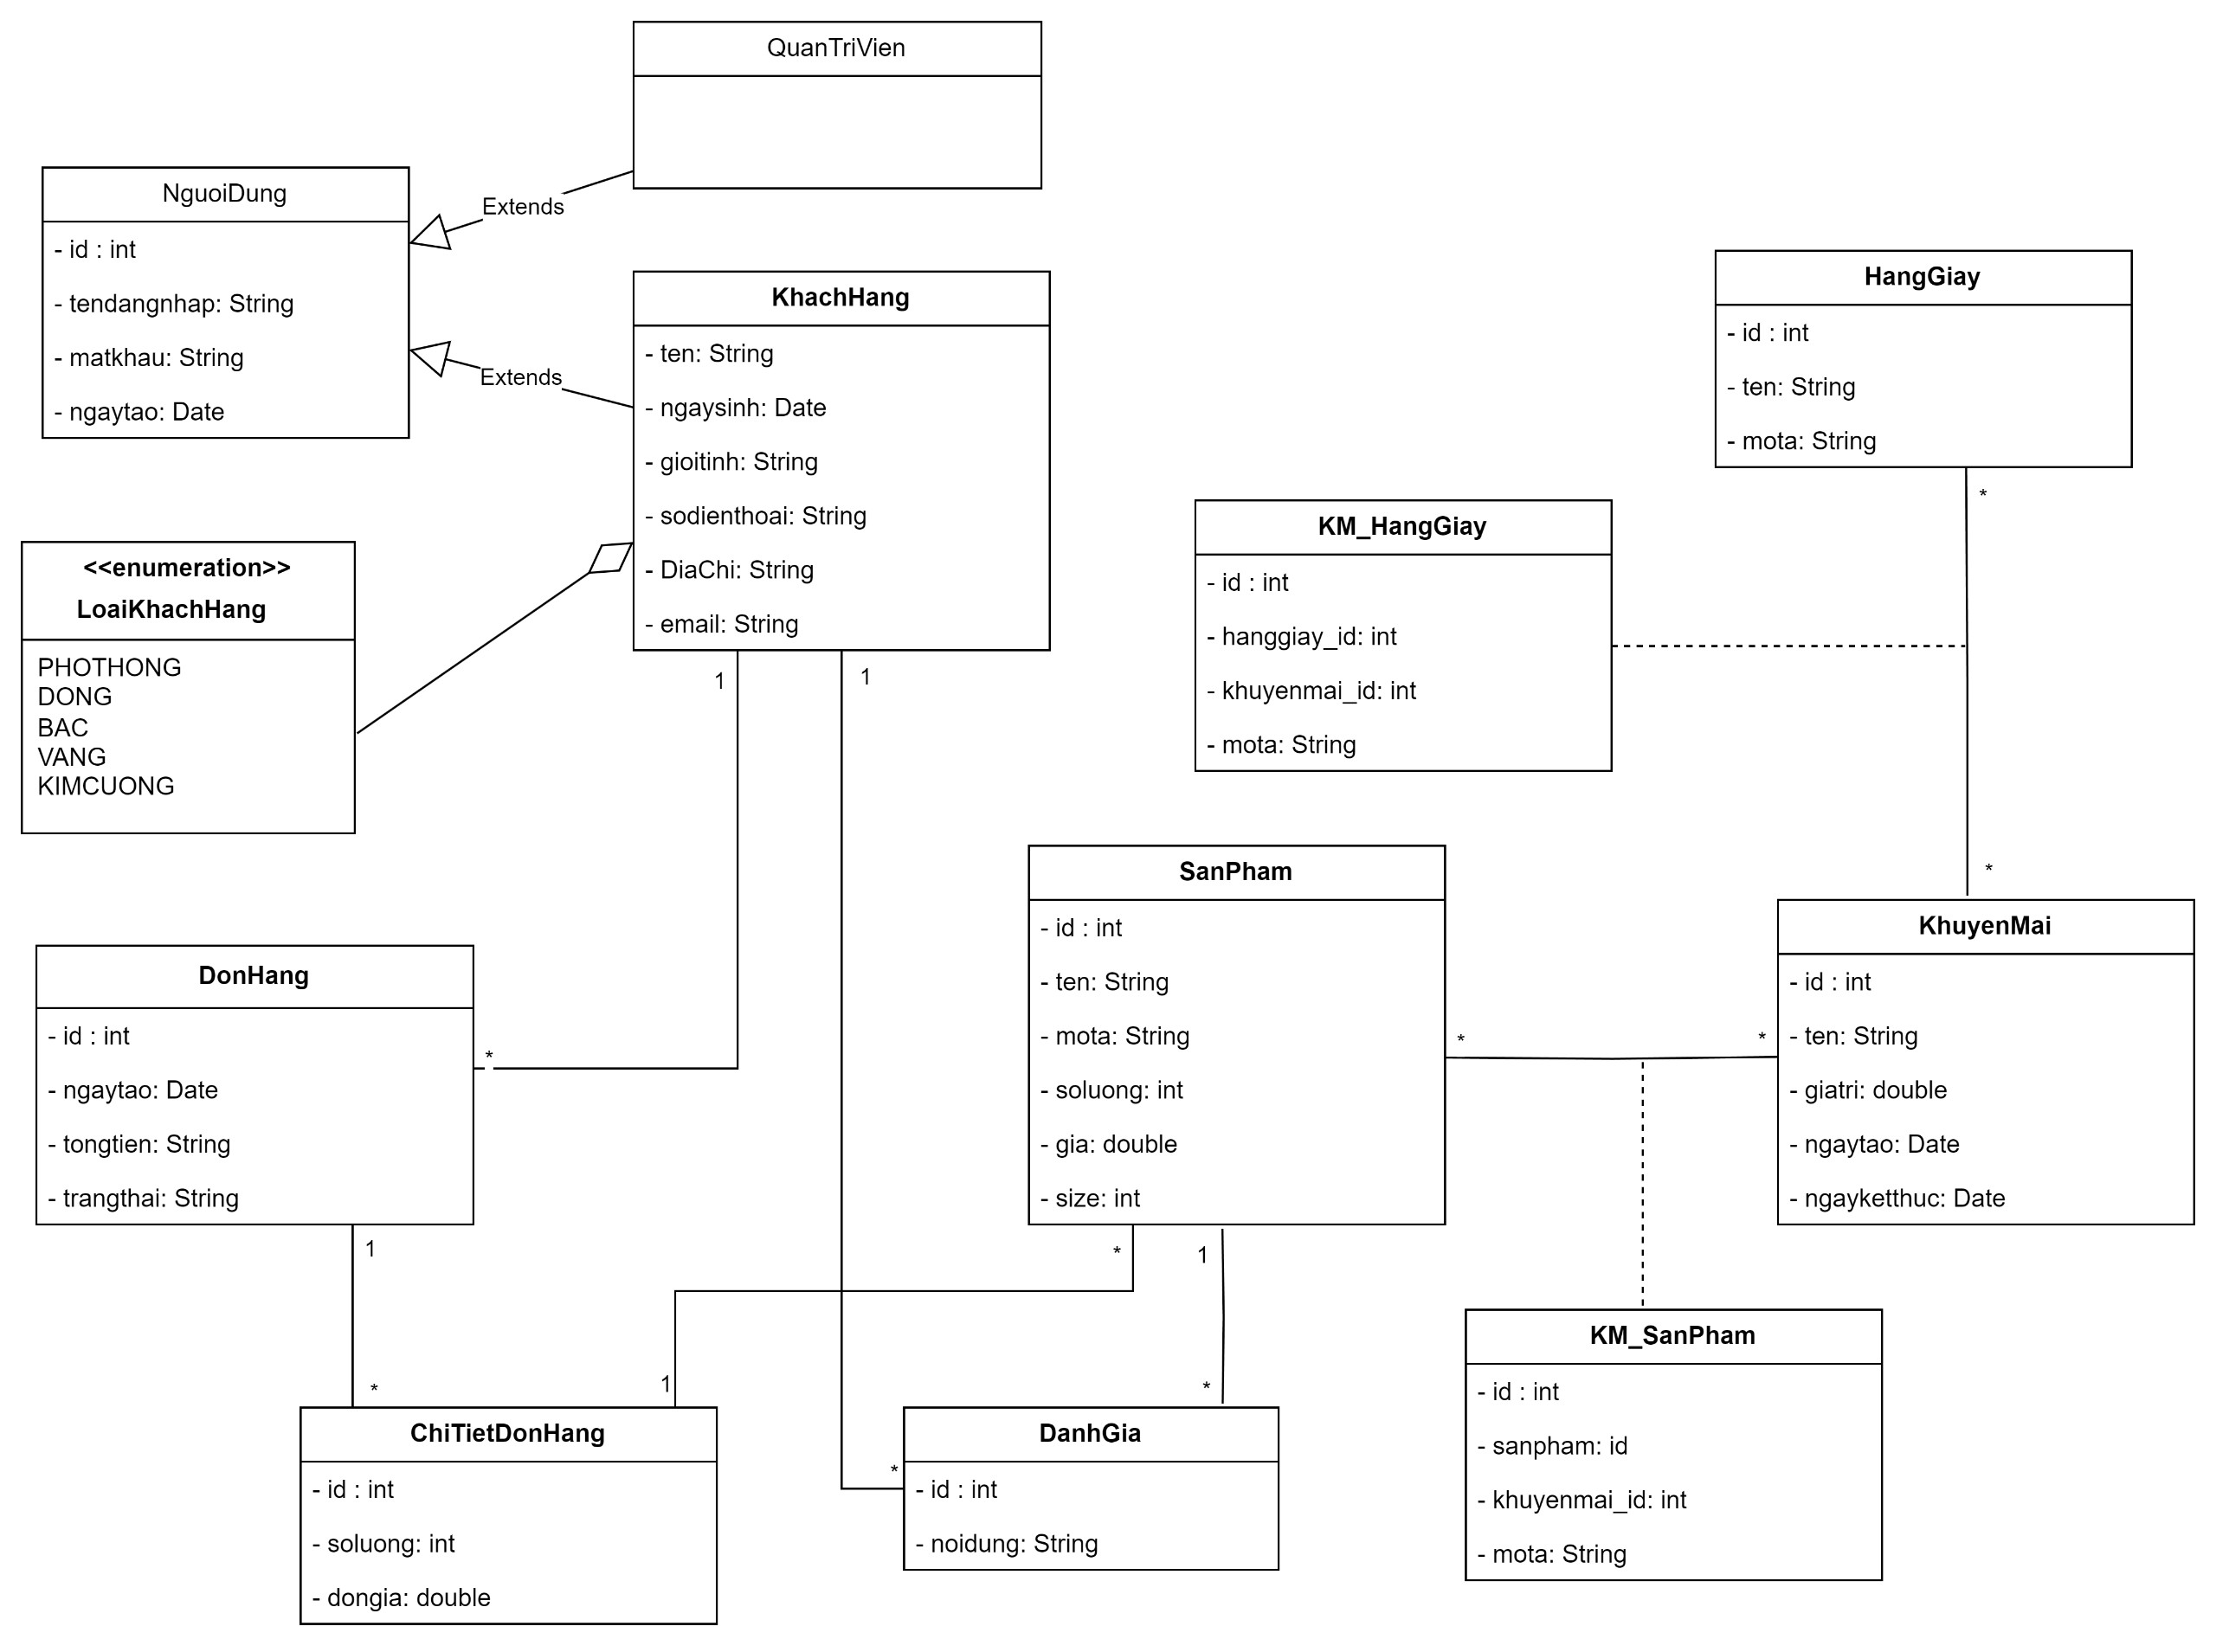 QuanTriVien
NguoiDung
- id : int
- tendangnhap: String
- matkhau: String
- ngaytao: Date
Extends
Extends
KhachHang
- ten: String
- ngaysinh: Date
- gioitinh: String
- sodienthoai: String
- DiaChi: String
- email: String
1
1
<<enumeration>>
LoaiKhachHang
PHOTHONG
DONG
BAC
VANG
KIMCUONG
HangGiay
- id : int
- ten: String
- mota: String
*
KM_HangGiay
- id : int
- hanggiay_id: int
- khuyenmai_id: int
- mota: String
*
SanPham
- id : int
- ten: String
- mota: String
- soluong: int
- gia: double
- size: int
*
*
KhuyenMai
- id : int
- ten: String
- giatri: double
- ngaytao: Date
- ngayketthuc: Date
DonHang
- id : int
- ngaytao: Date
- tongtien: String
- trangthai: String
*
1
*
1
*
1
*
*
ChiTietDonHang
- id : int
- soluong: int
- dongia: double
DanhGia
- id : int
- noidung: String
KM_SanPham
- id : int
- sanpham: id
- khuyenmai_id: int
- mota: String